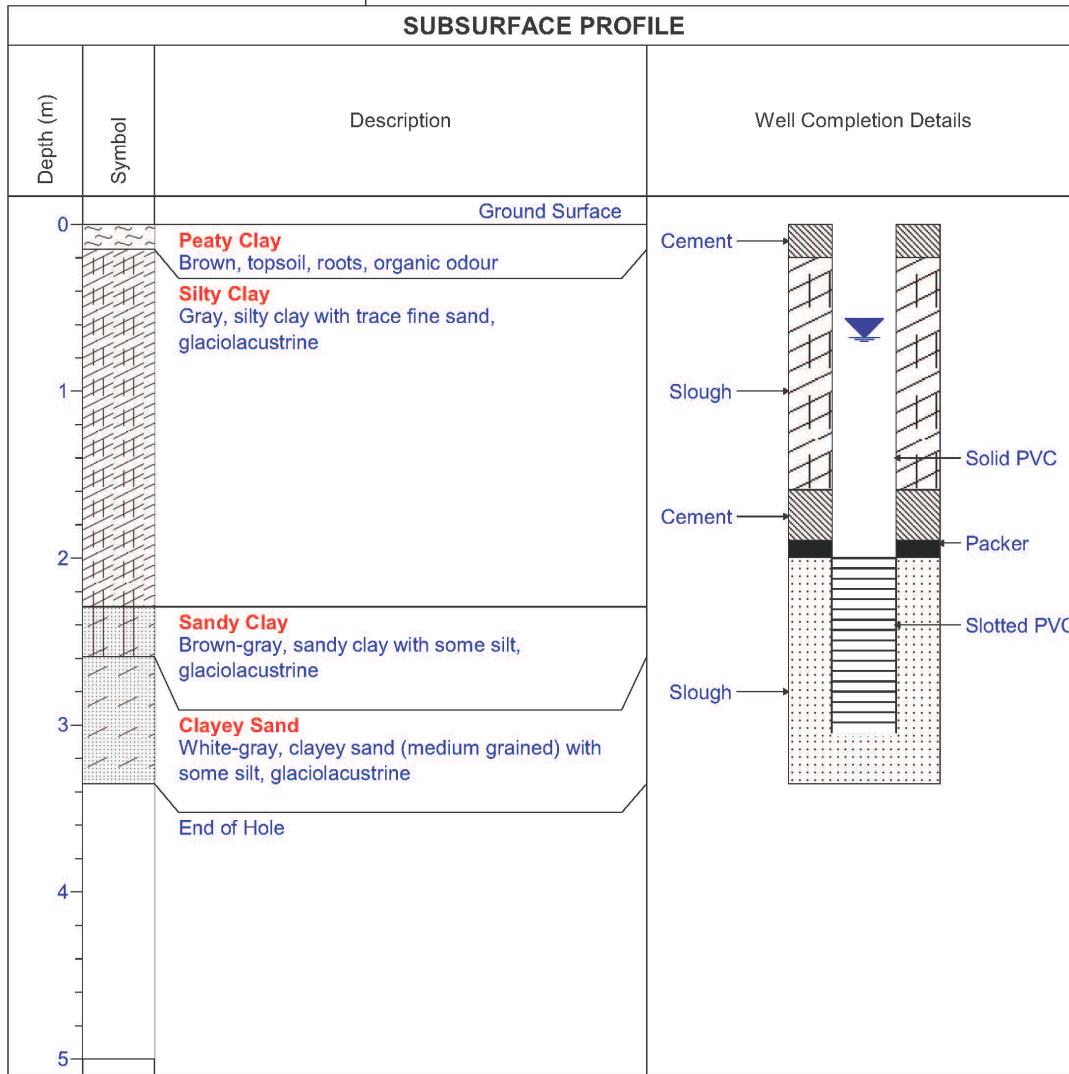 SUBSURFACE PROFILE
Depth (m)
Symbol
Description
Well Completion Details
Ground Surface
0
Peaty Clay
Brown, topsoil, roots, organic odour
Silty Clay
Gray, silty clay with trace fine sand,
glaciolacustrine
1
2
Sandy Clay
Brown-gray, sandy clay with some silt,
glaciolacustrine
3
Clayey Sand
White-gray, clayey sand (medium grained) with
some silt, glaciolacustrine
End of Hole
4
5
Cement
Slough
Solid PVC
Cement
Packer
Slotted PVC
Slough